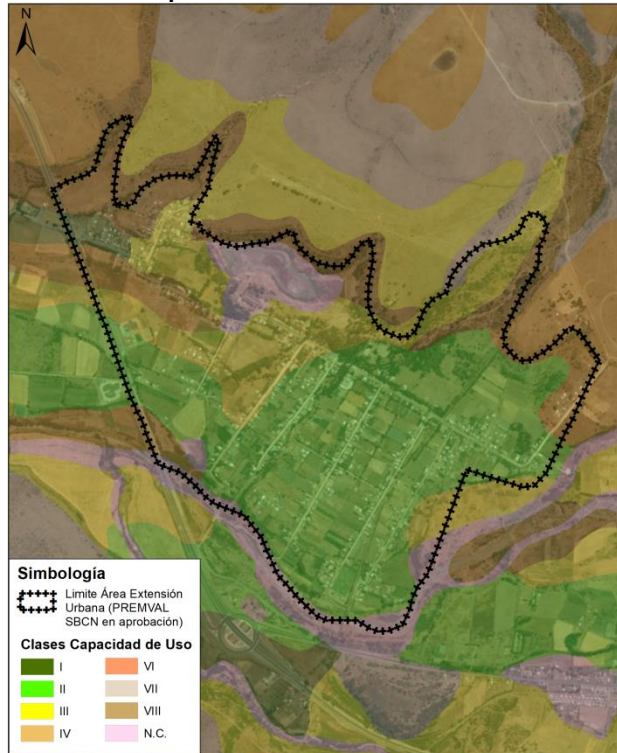 N
Simbología
Limite Área Extensión
Urbana (PREMVAL
SBCN en aprobación)
Clases Capacidad de Uso
I
II
III
IV
VI
VII
VIII
N.C.